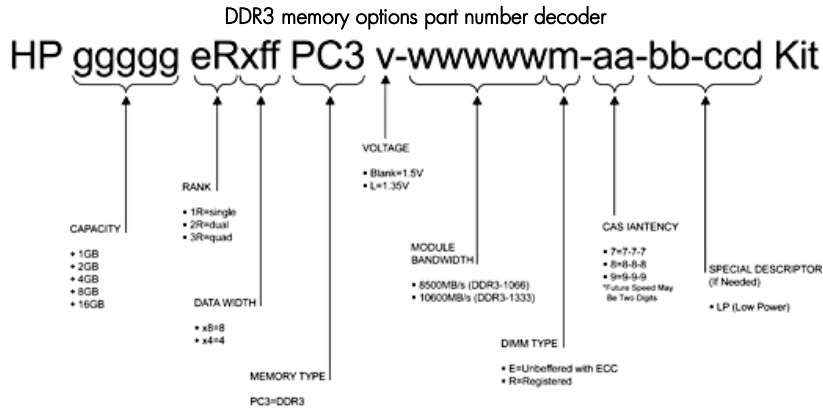 DDR3 memory options part number decoder
HP ggggg eRxff PC3 v-wwwwwm-aa-bb-ccd Kit
CAPACITY
• 1GB
• 2GB
• 4GB
• 8GB
• 16GB
RANK
• 1R=single
• 2R=dual
• 3R=quad
DATA WIDTH
• x8=8
• x4=4
MEMORY TYPE
PC3=DDR3
VOLTAGE
• Blank=1.5V
• L=1.35V
MODULE
BANDWIDTH
• 8500MB/s (DDR3-1066)
• 10600MB/s (DDR3-1333)
DIMM TYPE
• E=Unbeffered with ECC
• R=Registered
CAS IANTENCY
• 7=7-7-7
• 8=8-8-8
• 9=9-9-9
*Future Speed May
Be Two Digits
SPECIAL DESCRIPTOR
(If Needed)
• LP (Low Power)